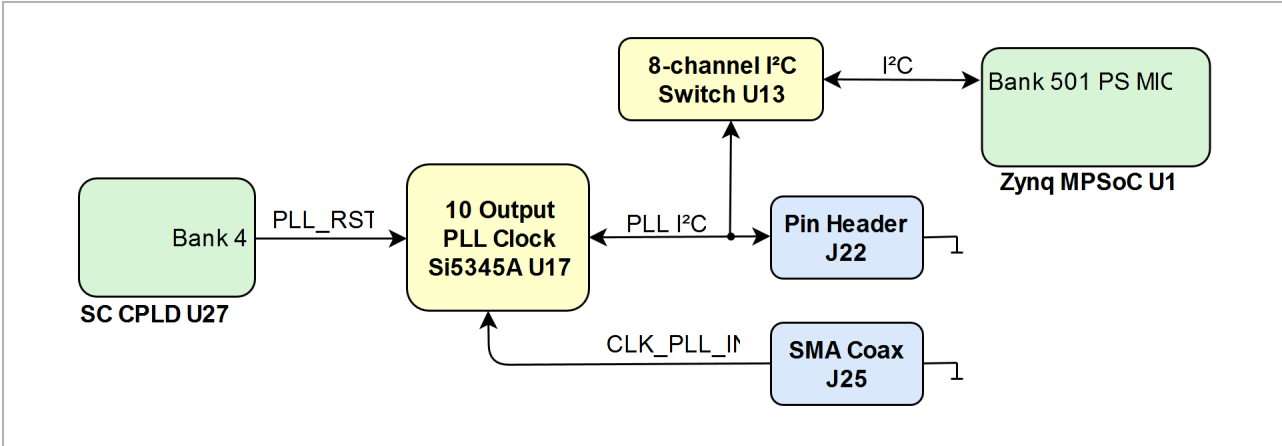 8-channel I²C
Switch U13
I²C
Bank 501 PS MIC
Zynq MPSoC U1
Bank 4
SC CPLD U27
PLL_RST
10 Output
PLL Clock
Si5345A U17
PLL I²C
Pin Header
J22
CLK_PLL_IN
SMA Coax
J25